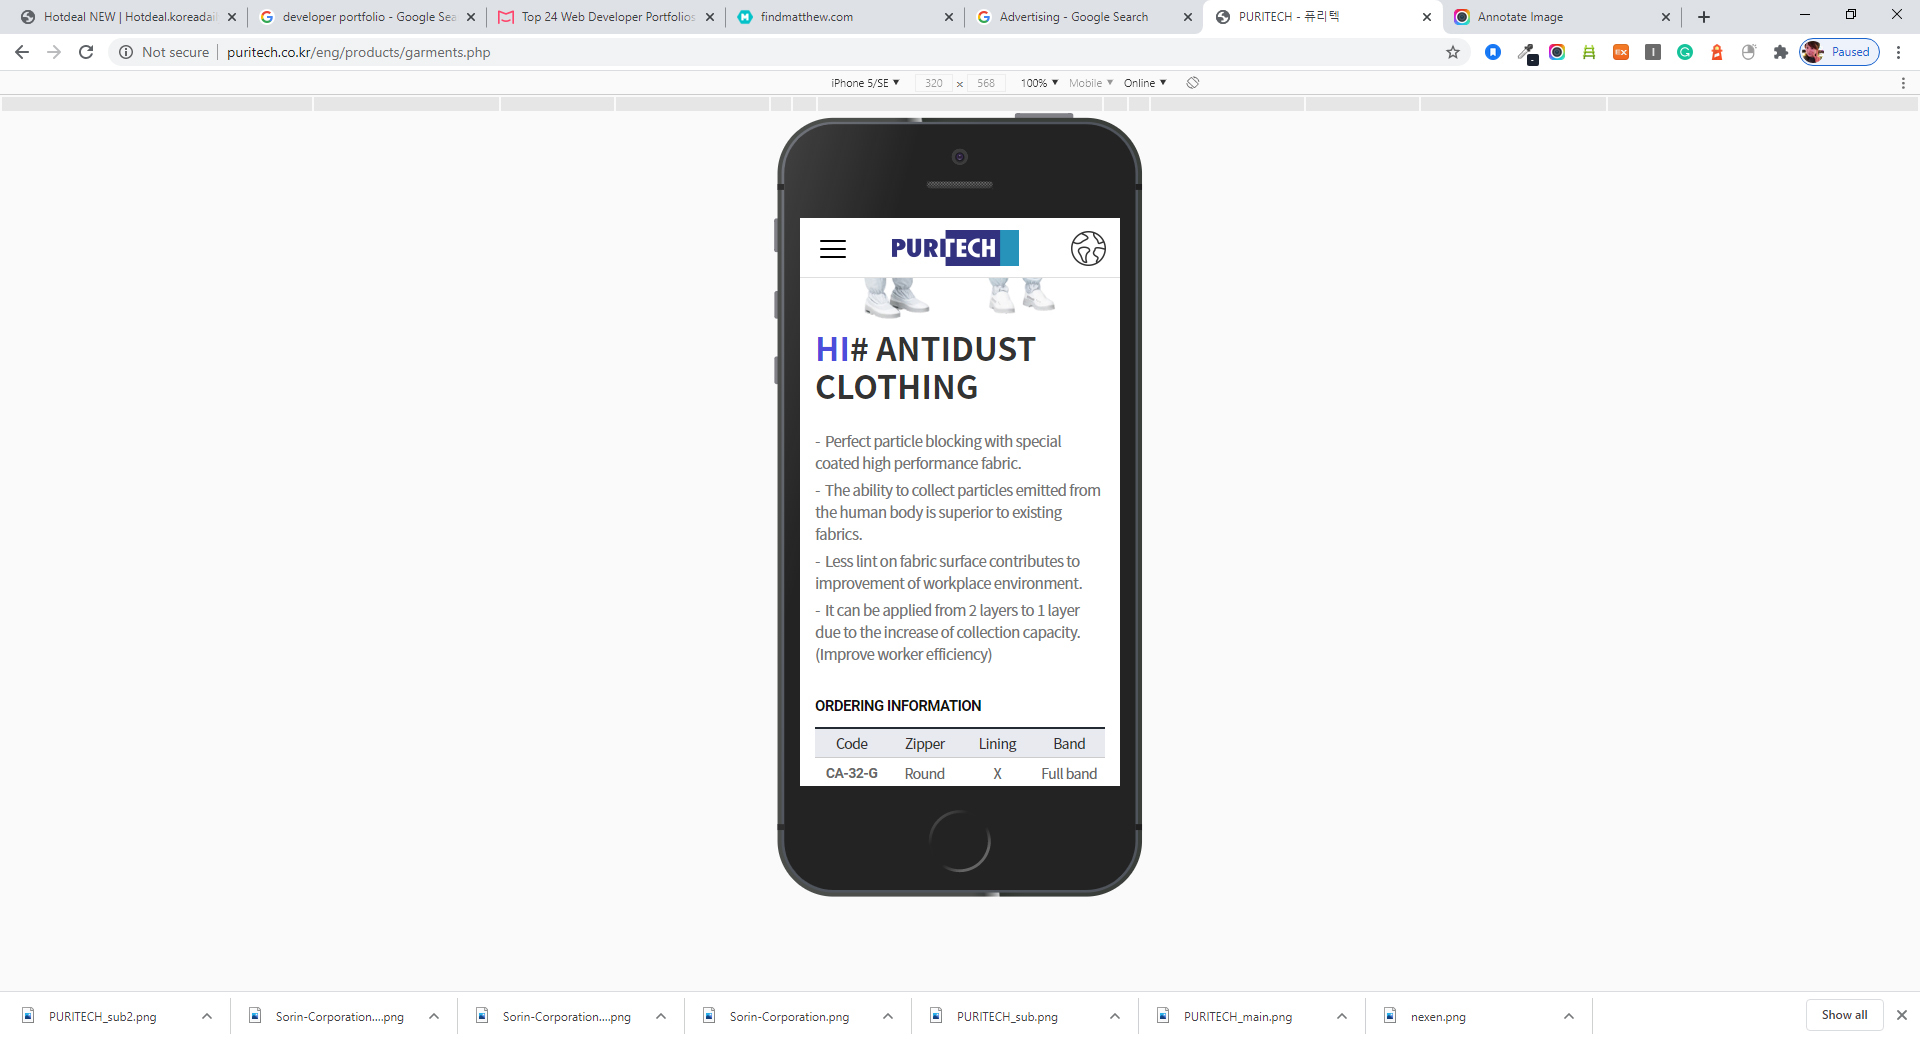 Hotdeal NEW | Hotdeal.koreadail
developer portfolio - Google Sea
Top 24 Web Developer Portfolios
findmatthew.com
Advertising - Google Search
PURITECH - 퓨리텍
Annotate Image
Not secure
puritech.co.kr/eng/products/garments.php
Paused
iPhone 5/SE
320 x 568
100%
Mobile
Online
PURITECH
HI# ANTIDUST
CLOTHING
- Perfect particle blocking with special
coated high performance fabric.
- The ability to collect particles emitted from
the human body is superior to existing
fabrics.
- Less lint on fabric surface contributes to
improvement of workplace environment.
- It can be applied from 2 layers to 1 layer
due to the increase of collection capacity.
(Improve worker efficiency)
ORDERING INFORMATION
Code Zipper Lining Band
CA-32-G Round X Full band
PURITECH_sub2.png
Sorin-Corporation....png
Sorin-Corporation....png
Sorin-Corporation.png
PURITECH_sub.png
PURITECH_main.png
nexen.png
Show all